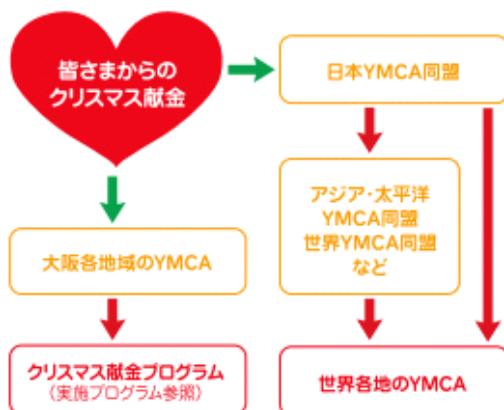 皆さまからの
クリスマス献金
日本YMCA同盟
アジア・太平洋
YMCA同盟
世界YMCA同盟
など
大阪各地域のYMCA
クリスマス献金プログラム
(実施プログラム参照)
世界各地のYMCA